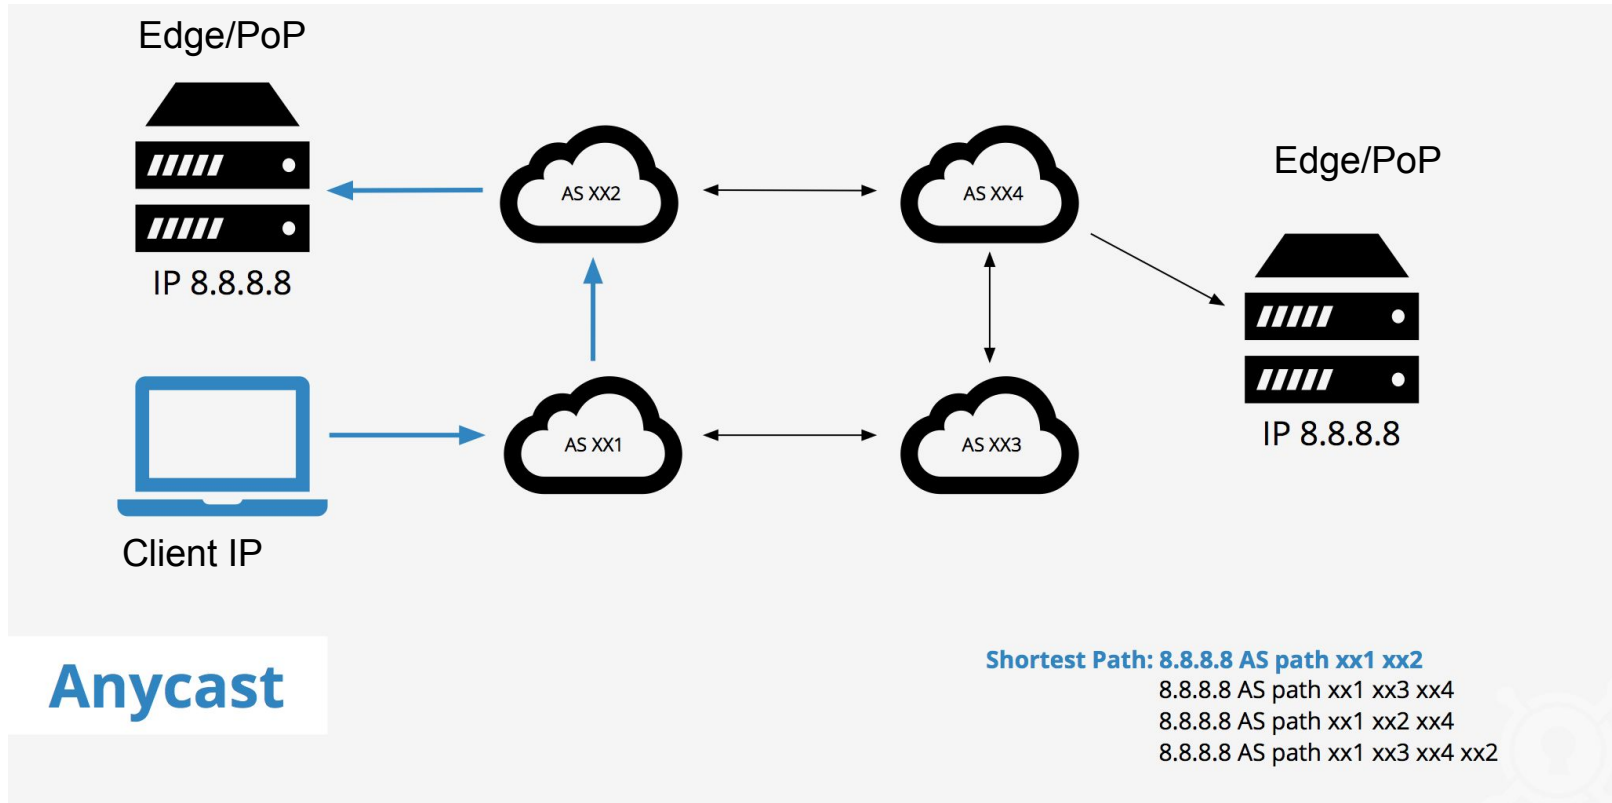 Edge/PoP
IP 8.8.8.8
AS XX2
AS XX4
Edge/PoP
IP 8.8.8.8
AS XX1
AS XX3
Client IP
Anycast
Shortest Path: 8.8.8.8 AS path xx1 xx2
8.8.8.8 AS path xx1 xx3 xx4
8.8.8.8 AS path xx1 xx2 xx4
8.8.8.8 AS path xx1 xx3 xx4 xx2